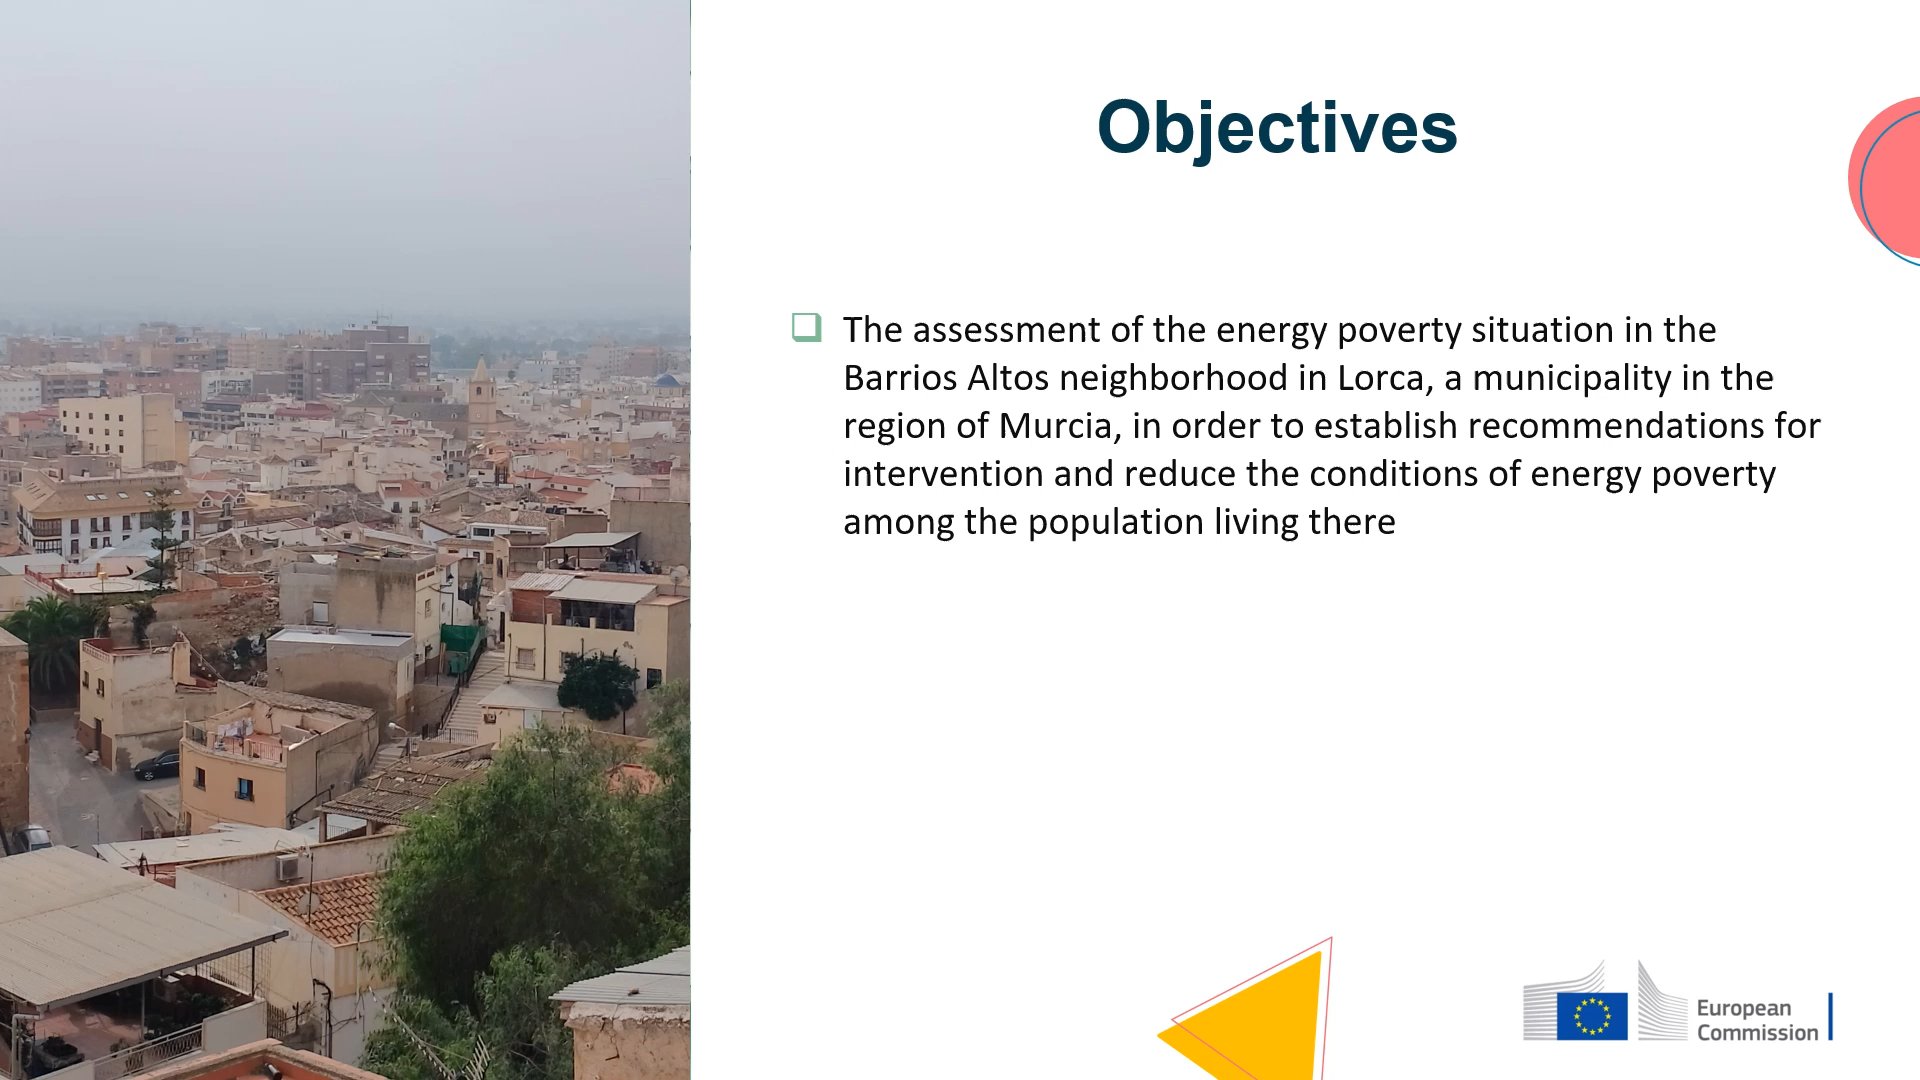 Objectives
The assessment of the energy poverty situation in the
Barrios Altos neighborhood in Lorca, a municipality in the
region of Murcia, in order to establish recommendations for
intervention and reduce the conditions of energy poverty
among the population living there
European
Commission